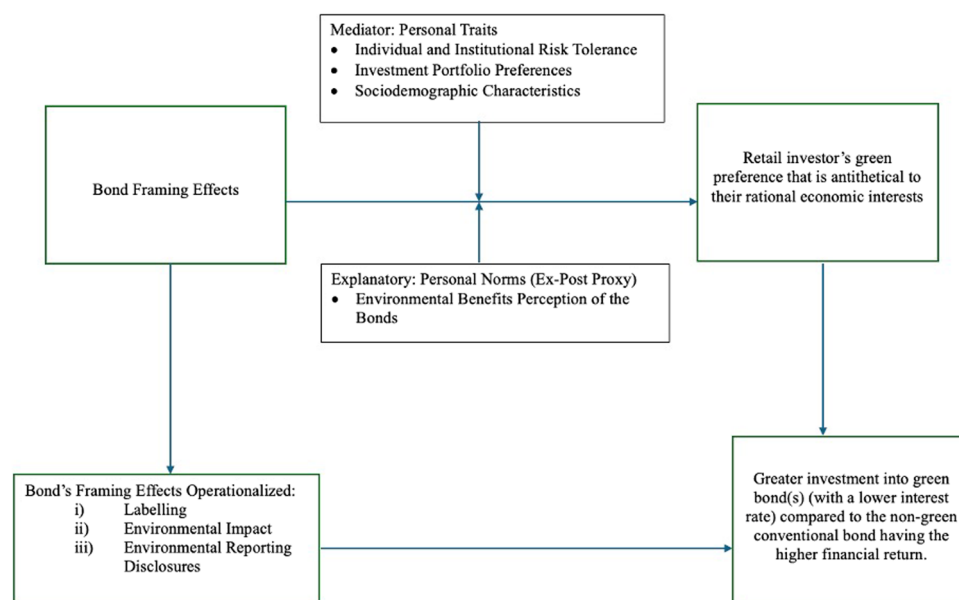 Mediator: Personal Traits
• Individual and Institutional Risk Tolerance
• Investment Portfolio Preferences
• Sociodemographic Characteristics
Bond Framing Effects
Retail investor’s green
preference that is antithetical to
their rational economic interests
Explanatory: Personal Norms (Ex-Post Proxy)
• Environmental Benefits Perception of the
Bonds
Bond’s Framing Effects Operationalized:
i) Labelling
ii) Environmental Impact
iii) Environmental Reporting
Disclosures
Greater investment into green
bond(s) (with a lower interest
rate) compared to the non-green
conventional bond having the
higher financial return.